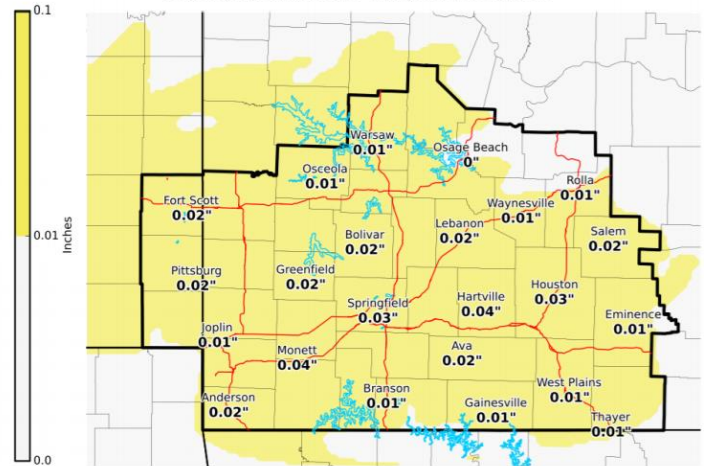 0.1
0.01
0.0
Inches
Warsaw
0.01"
Osage Beach
0"
Osceola
0.01"
Rolla
0.01"
Fort Scott
0.02"
Waynesville
0.01"
Lebanon
0.02"
Salem
0.02"
Bolivar
0.02"
Pittsburg
0.02"
Greenfield
0.02"
Houston
0.03"
Hartville
0.04"
Springfield
0.03"
Eminence
0.01"
Joplin
0.01"
Monett
0.04"
Ava
0.02"
Anderson
0.02"
Branson
0.01"
Gainesville
0.01"
West Plains
0.01"
Thayer
0.01"